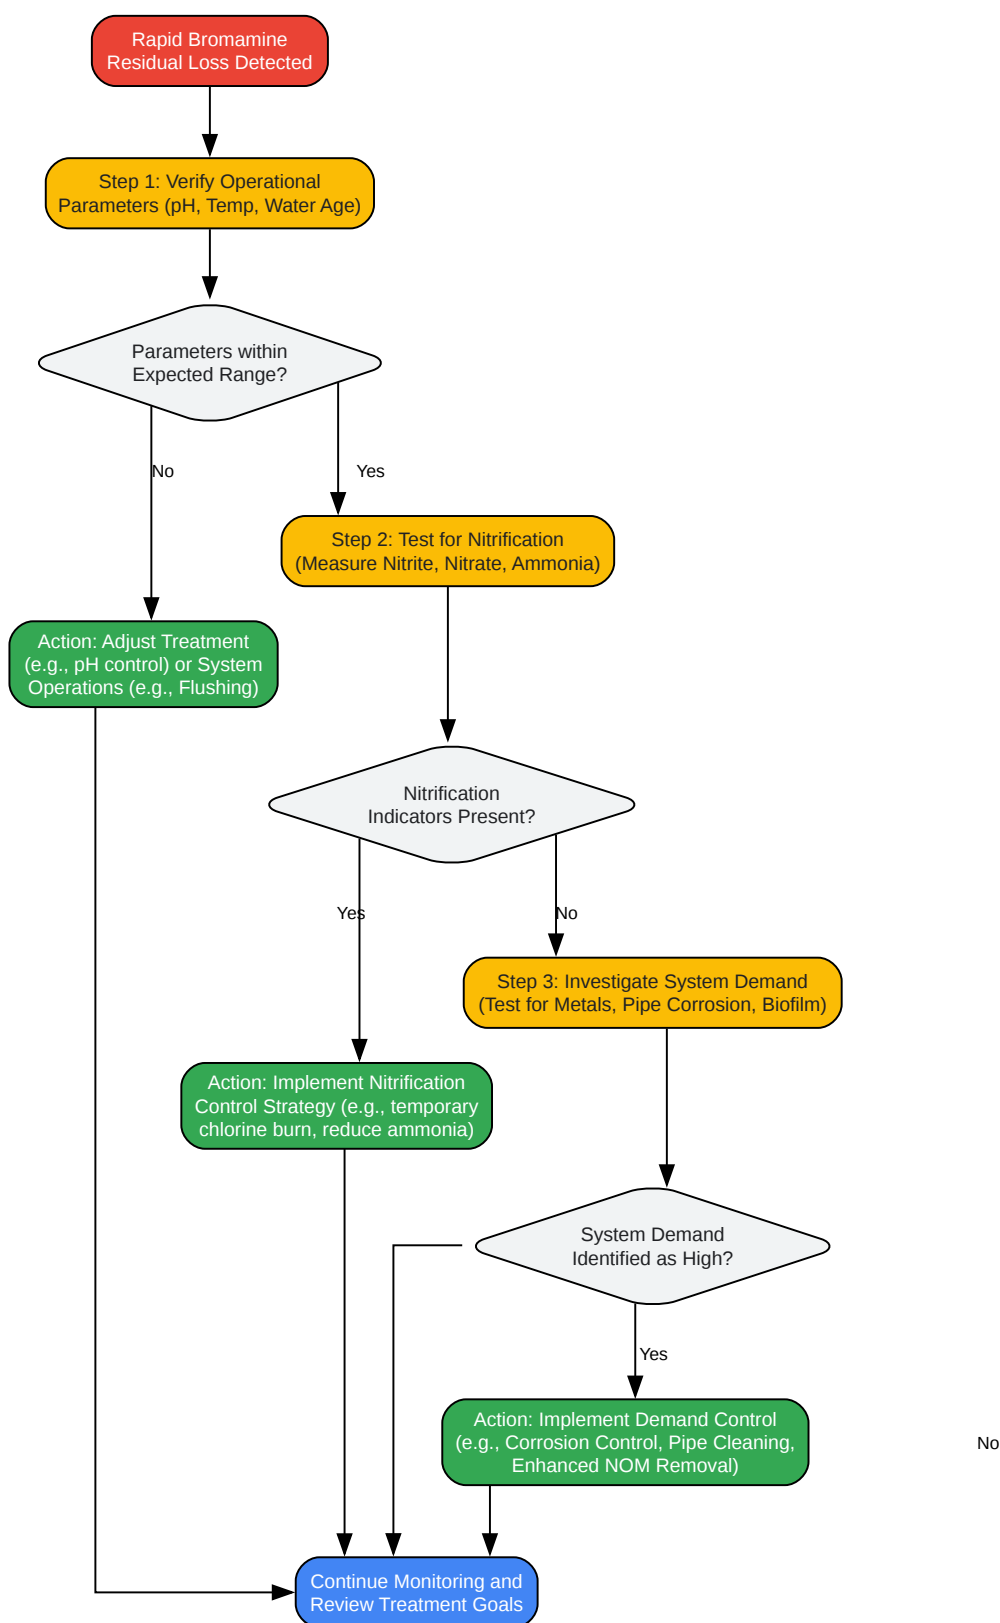 Rapid Bromamine
Residual Loss Detected
Step 1: Verify Operational
Parameters (pH, Temp, Water Age)
Parameters within
Expected Range?
No
Yes
Step 2: Test for Nitrification
(Measure Nitrite, Nitrate, Ammonia)
Action: Adjust Treatment
(e.g., pH control) or System
Operations (e.g., Flushing)
Nitrification
Indicators Present?
Yes
No
Step 3: Investigate System Demand
(Test for Metals, Pipe Corrosion, Biofilm)
Action: Implement Nitrification
Control Strategy (e.g., temporary
chlorine burn, reduce ammonia)
System Demand
Identified as High?
Yes
Action: Implement Demand Control
(e.g., Corrosion Control, Pipe Cleaning,
Enhanced NOM Removal)
No
Continue Monitoring and
Review Treatment Goals